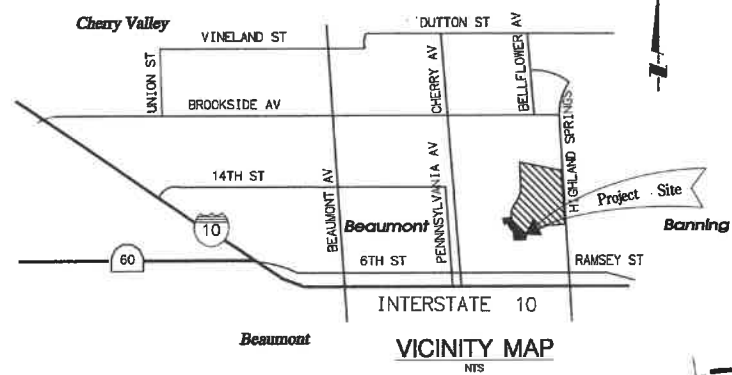 Cherry Valley
DUTTON ST
VINELAND ST
UNION ST
CHERRY AV
BELLFLOWER AV
BROOKSIDE AV
HIGHLAND SPRINGS
14TH ST
BEAUMONT AV
PENNNSYLVANIA AV
Project Site
10
Beaumont
Banning
60
6TH ST
RAMSEY ST
INTERSTATE 10
Beaumont
VICINITY MAP
NTS